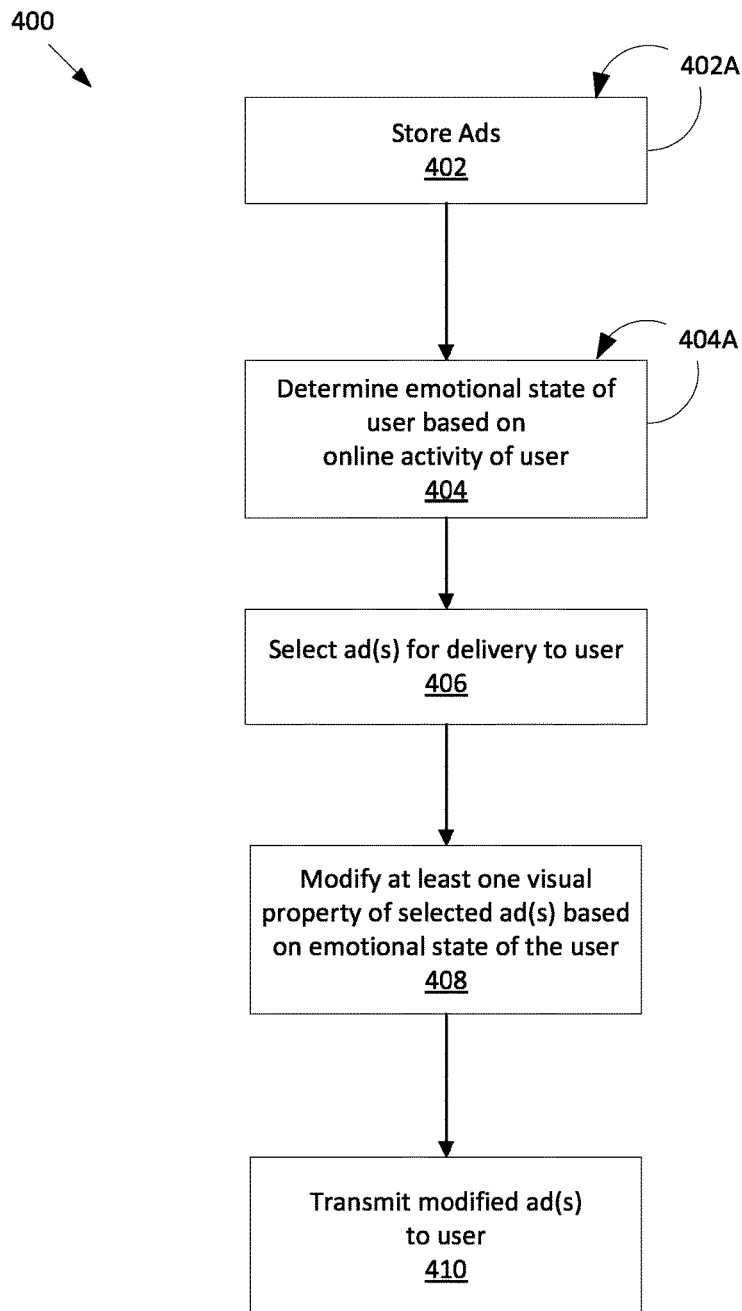 400
402A
Store Ads
402
404A
Determine emotional state of
user based on
online activity of user
404
Select ad(s) for delivery to user
406
Modify at least one visual
property of selected ad(s) based
on emotional state of the user
408
Transmit modified ad(s)
to user
410